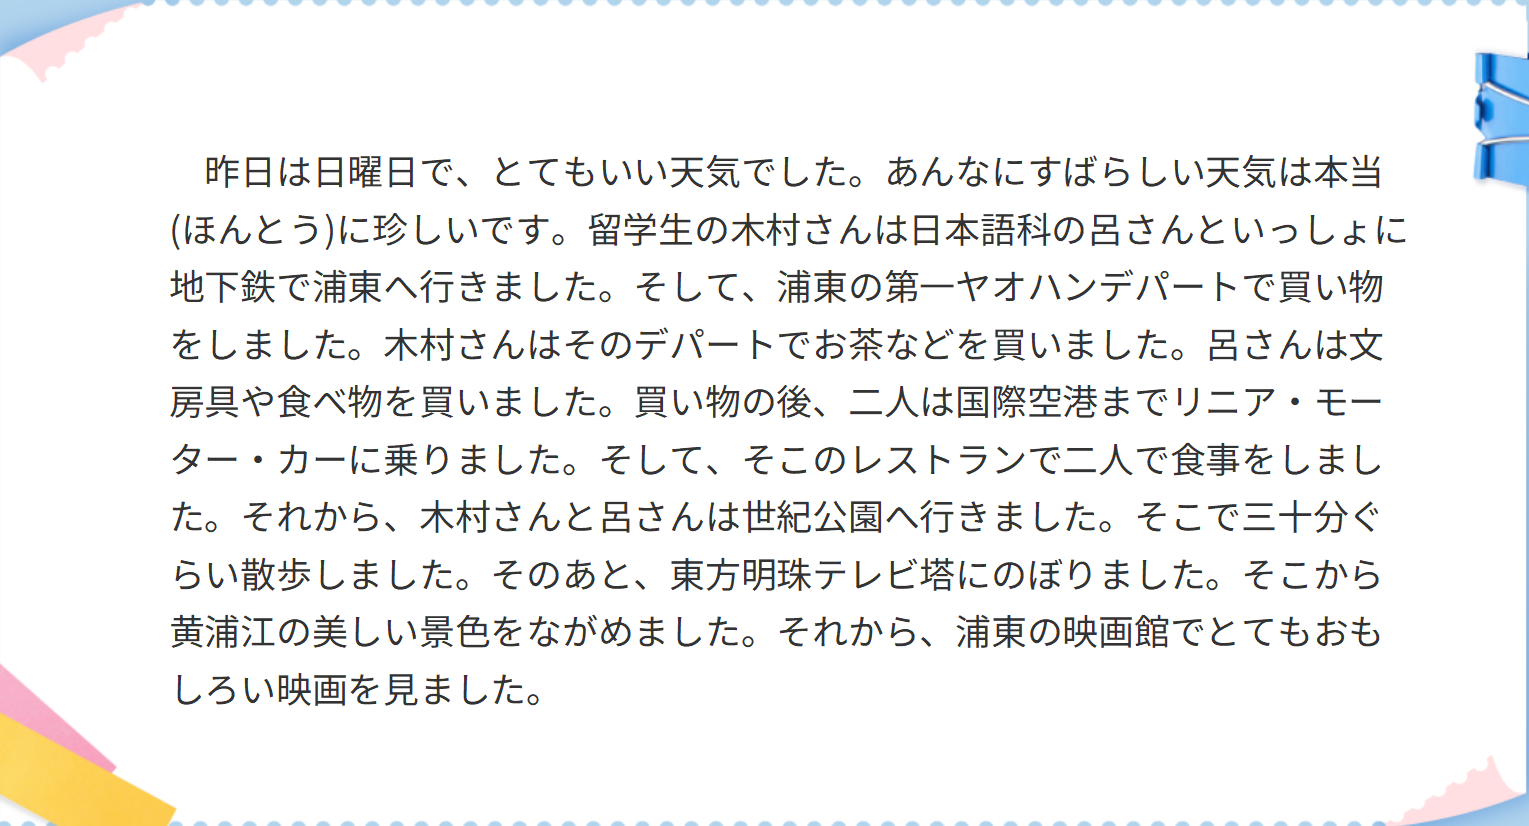 昨日は日曜日で、とてもいい天気でした。あんなにすばらしい天気は本当
(ほんとう)に珍しいです。留学生の木村さんは日本語科の呂さんといっしょに
地下鉄で浦東へ行きました。そして、浦東の第一ヤオハンデパートで買い物
をしました。木村さんはそのデパートでお茶などを買いました。呂さんは文
房具や食べ物を買いました。買い物の後、二人は国際空港までリニア・モー
ター・カーに乗りました。そして、そこのレストランで二人で食事をしまし
た。それから、木村さんと呂さんは世紀公園へ行きました。そこで三十分ぐ
らい散歩しました。そのあと、東方明珠テレビ塔にのぼりました。そこから
黄浦江の美しい景色をながめました。それから、浦東の映画館でとてもおも
しろい映画を見ました。